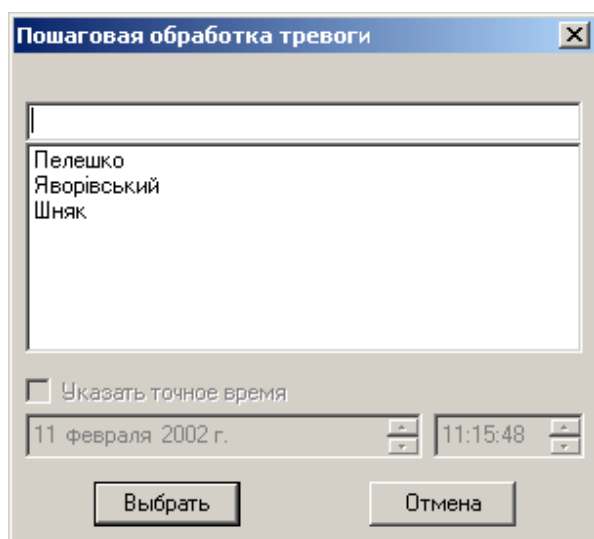 Пошаговая обработка тревоги
Пелешко
Яворівський
Шняк
Указать точное время
11 февраля 2002 г. 11:15:48
Выбрать Отмена